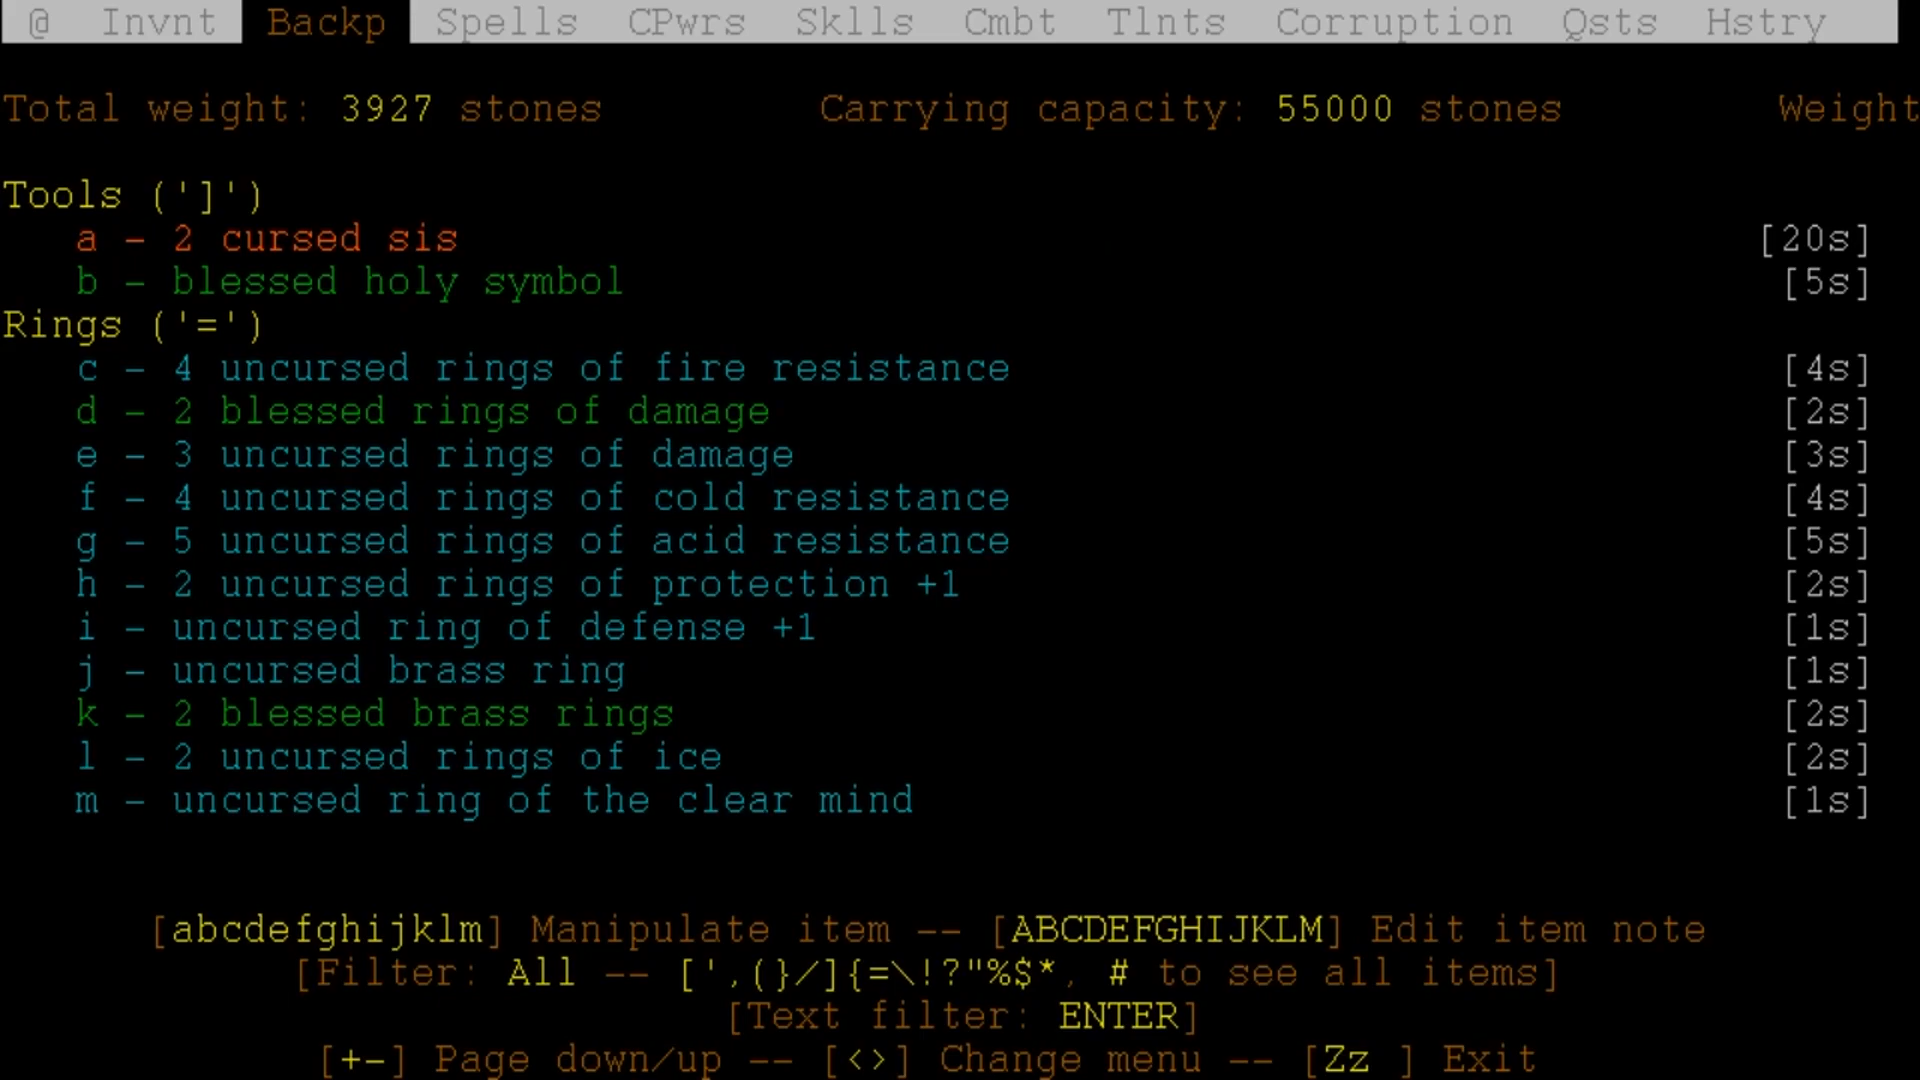 @ Invnt Backp Spells CPwrs Sklls Cmbt Tlnts Corruption Qsts Hstry
Total weight: 3927 stones Carrying capacity: 55000 stones Weight
Tools (']')
a - 2 cursed sis [20s]
b - blessed holy symbol [5s]
Rings ('=')
c - 4 uncursed rings of fire resistance [4s]
d - 2 blessed rings of damage [2s]
e - 3 uncursed rings of damage [3s]
f - 4 uncursed rings of cold resistance [4s]
g - 5 uncursed rings of acid resistance [5s]
h - 2 uncursed rings of protection +1 [2s]
i - uncursed ring of defense +1 [1s]
j - uncursed brass ring [1s]
k - 2 blessed brass rings [2s]
l - 2 uncursed rings of ice [2s]
m - uncursed ring of the clear mind [1s]
[abcdefghijklm] Manipulate item -- [ABCDEFGHIJKLM] Edit item note
[Filter: All -- [',(}/]{=\!?"%$*, # to see all items]
[Text filter: ENTER]
[+-] Page down/up -- [<>] Change menu -- [Zz ] Exit